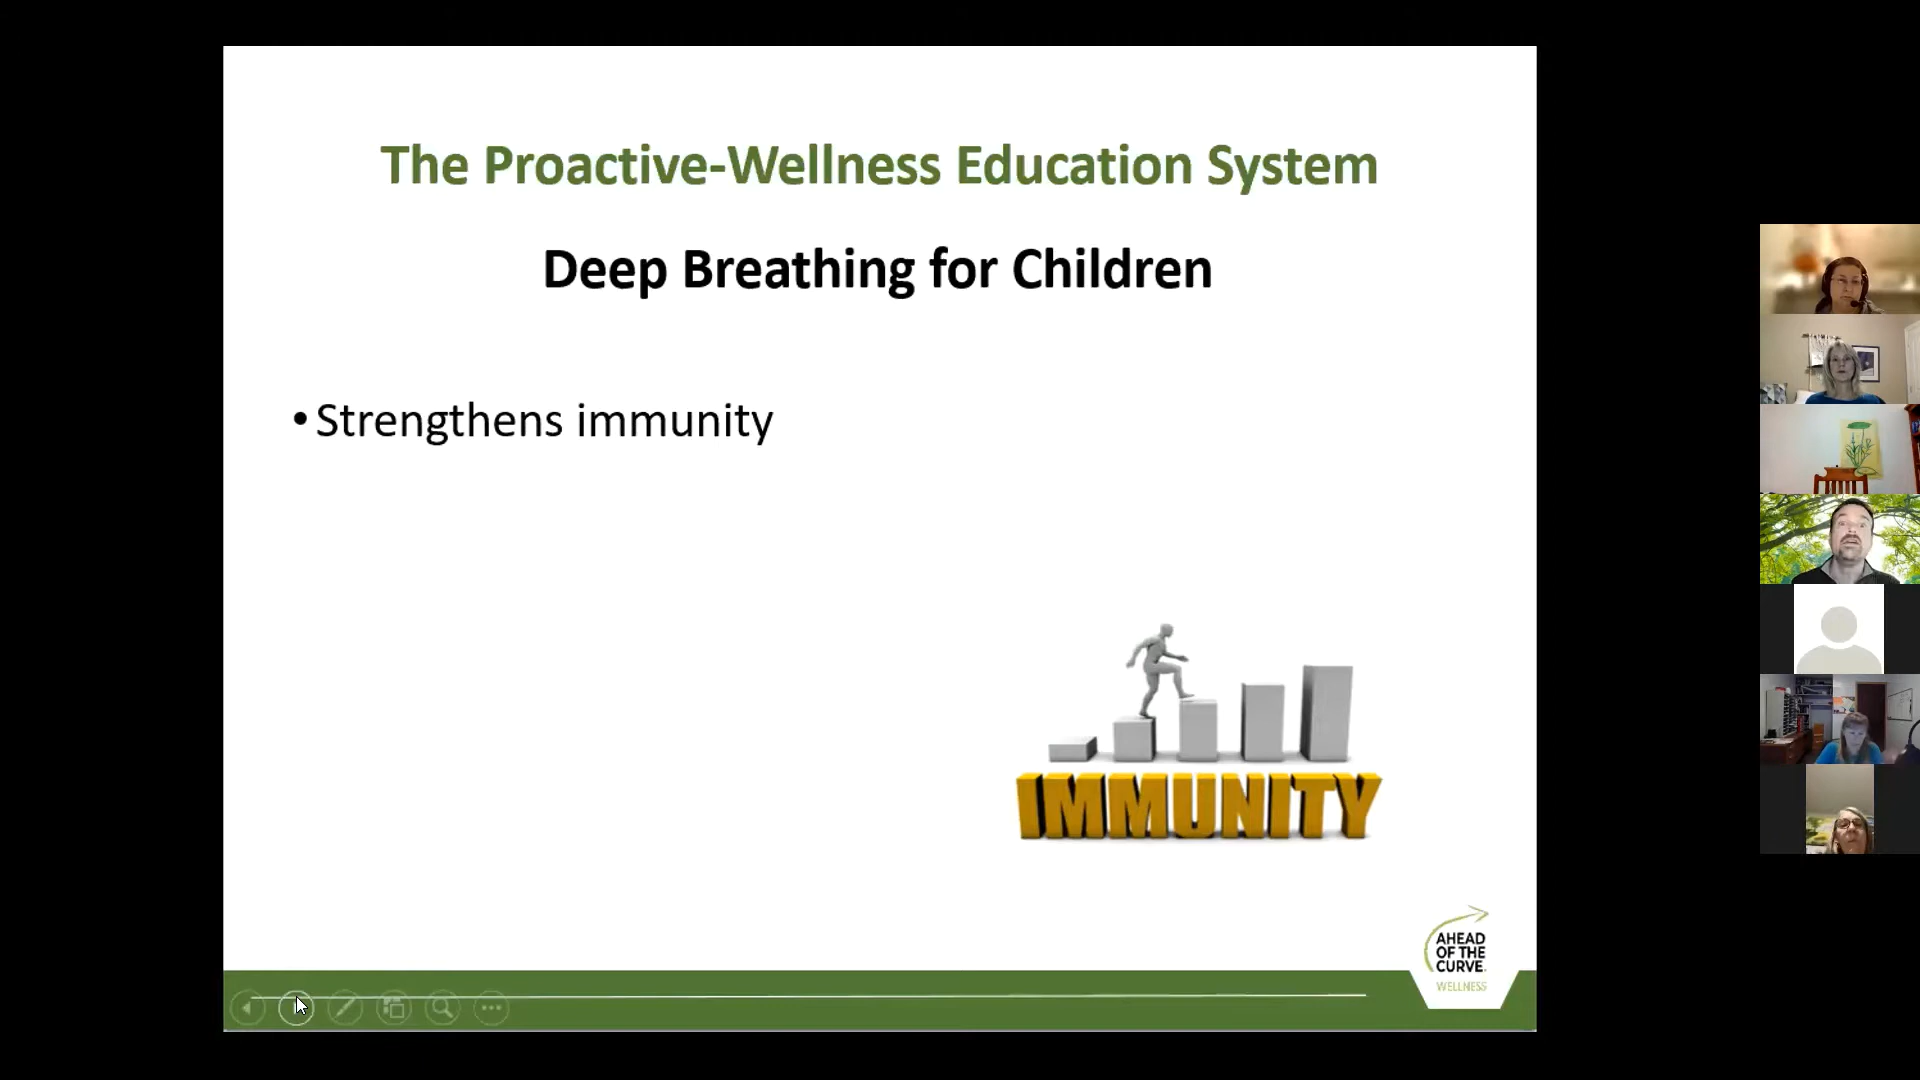 The Proactive-Wellness Education System
Deep Breathing for Children
•Strengthens immunity
IMMUNITY
AHEAD
OF THE
CURVE.
WELLNESS